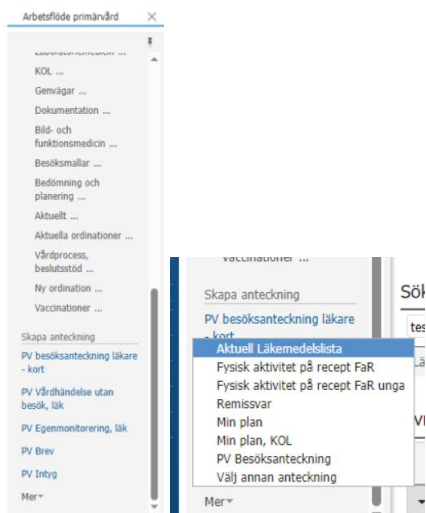 Arbetsflöde primärvård
Laboratoriemedicin ...
KOL ...
Genvägar ...
Dokumentation ...
Bild- och
funktionsmedicin ...
Besöksmallar ...
Bedömning och
planering ...
Aktuellt ...
Aktuella ordinationer ...
Vårdprocess,
beslutsstöd ...
Ny ordination ...
Vaccinationer ...
Skapa anteckning
PV besöksanteckning läkare
- kort
PV Vårdhändelse utan
besök, läk
PV Egenmonitorering, läk
PV Brev
PV Intyg
Mer
Vaccinationer ...
Skapa anteckning
PV besöksanteckning läkare
- kort
Aktuell Läkemedelslista
Fysisk aktivitet på recept FaR
Fysisk aktivitet på recept FaR unga
Remissvar
Min plan
Min plan, KOL
PV Besöksanteckning
Välj annan anteckning
Mer
Sök
tes